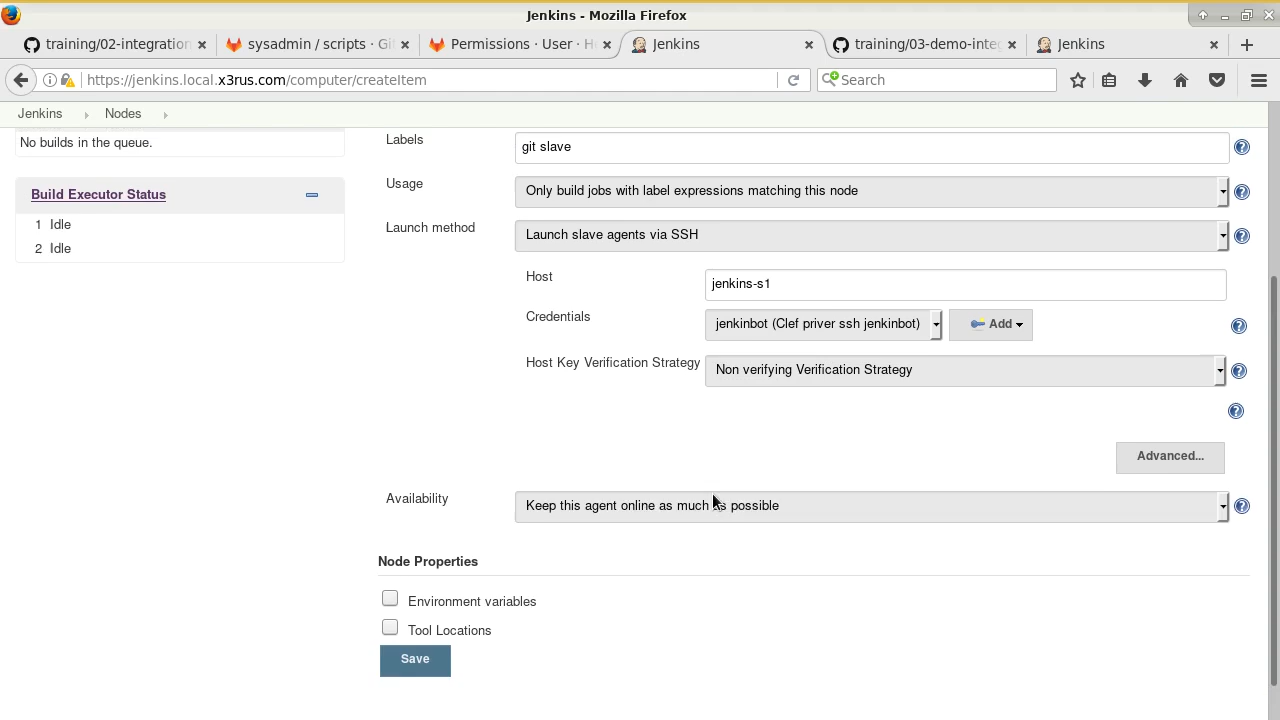 Jenkins - Mozilla Firefox
training/02-integration
sysadmin / scripts · Gi
Permissions · User · H
Jenkins
training/03-demo-inte
Jenkins
https://jenkins.local.x3rus.com/computer/createItem
Search
Jenkins
Nodes
No builds in the queue.
Labels
git slave
Build Executor Status
Usage
Only build jobs with label expressions matching this node
1 Idle
Launch method
Launch slave agents via SSH
2 Idle
Host
jenkins-s1
Credentials
jenkinbot (Clef priver ssh jenkinbot)
Add
Host Key Verification Strategy
Non verifying Verification Strategy
Advanced...
Availability
Keep this agent online as much as possible
Node Properties
Environment variables
Tool Locations
Save